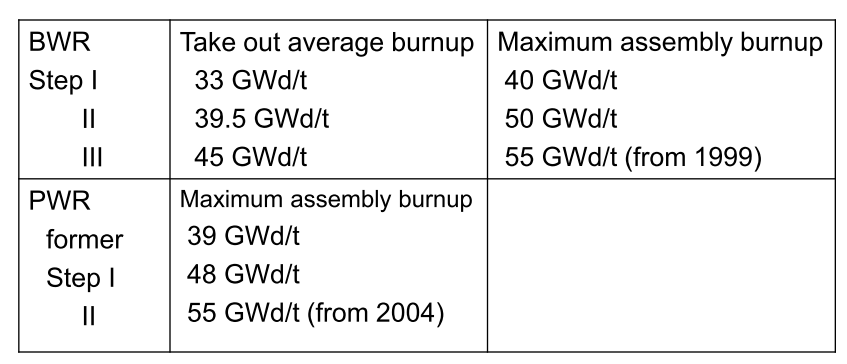 BWR Take out average burnup Maximum assembly burnup
Step I 33 GWd/t 40 GWd/t
II 39.5 GWd/t 50 GWd/t
III 45 GWd/t 55 GWd/t (from 1999)
PWR Maximum assembly burnup
former 39 GWd/t
Step I 48 GWd/t
II 55 GWd/t (from 2004)